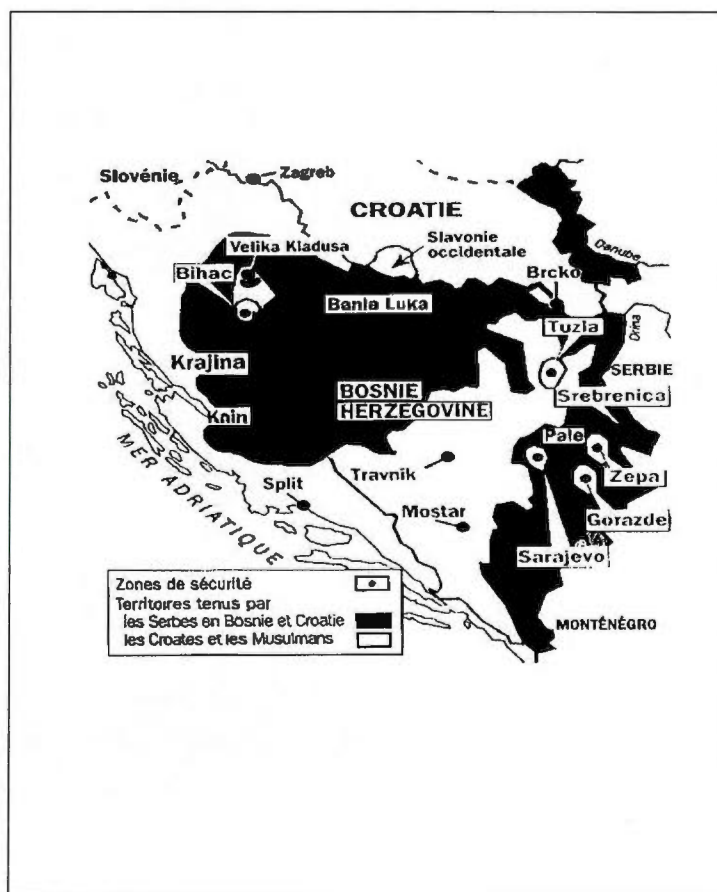 Slovénie
Zagreb
CROATIE
Velika Kladusa
Slavonie
occidentale
Danube
Bihac
Brcko
Bania Luka
Tuzla
Drina
Krajina
SERBIE
BOSNIE
HERZEGOVINE
Srebrenica
Knin
Pale
Travnik
Zepa
Split
Mostar
Gorazde
MER ADRIATIQUE
Sarajevo
Zones de sécurité
Territoires tenus par
les Serbes en Bosnie et Croatie
les Croates et les Musulmans
MONTÉNÉGRO